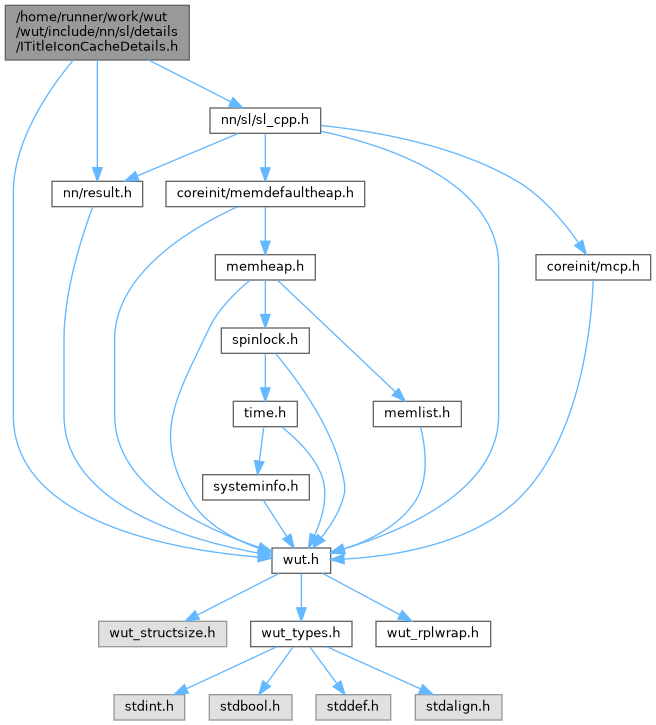 /home/runner/work/wut
/wut/include/nn/sl/details
/ITitleIconCacheDetails.h
nn/sl/sl_cpp.h
nn/result.h
coreinit/memdefaultheap.h
memheap.h
coreinit/mcp.h
spinlock.h
time.h
memlist.h
systeminfo.h
wut.h
wut_structsize.h
wut_types.h
wut_rplwrap.h
stdint.h
stdbool.h
stddef.h
stdalign.h